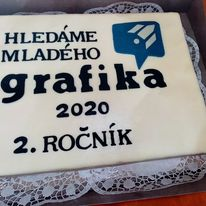 HLEDÁME
MLADÉHO
grafika
2020
2. ROČNÍK